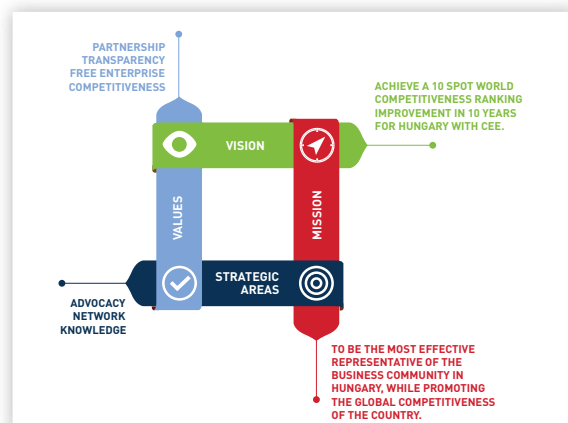 PARTNERSHIP
TRANSPARENCY
FREE ENTERPRISE
COMPETITIVENESS
ACHIEVE A 10 SPOT WORLD
COMPETITIVENESS RANKING
IMPROVEMENT IN 10 YEARS
FOR HUNGARY WITH CEE.
VISION
VALUES
MISSION
STRATEGIC
AREAS
ADVOCACY
NETWORK
KNOWLEDGE
TO BE THE MOST EFFECTIVE
REPRESENTATIVE OF THE
BUSINESS COMMUNITY IN
HUNGARY, WHILE PROMOTING
THE GLOBAL COMPETITIVENESS
OF THE COUNTRY.